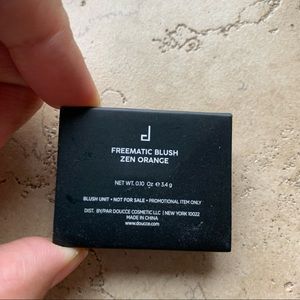 d
FREEMATIC BLUSH
ZEN ORANGE
NET WT. 0.10 Oz ℮ 3.4 g
BLUSH UNIT • NOT FOR SALE • PROMOTIONAL ITEM ONLY
DIST. BY/PAR DOUCCE COSMETIC LLC | NEW YORK 10022
MADE IN CHINA
www.doucce.com